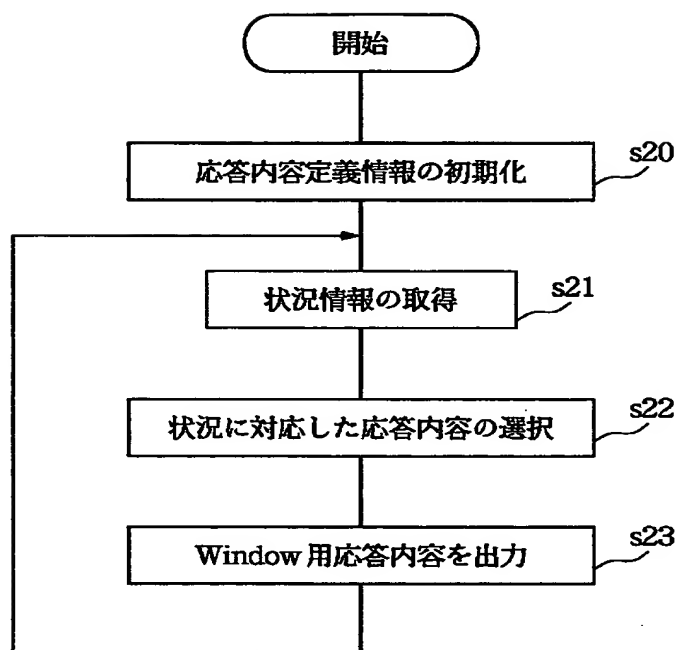 開始
応答内容定義情報の初期化
s20
状況情報の取得
s21
状況に対応した応答内容の選択
s22
Window用応答内容を出力
s23